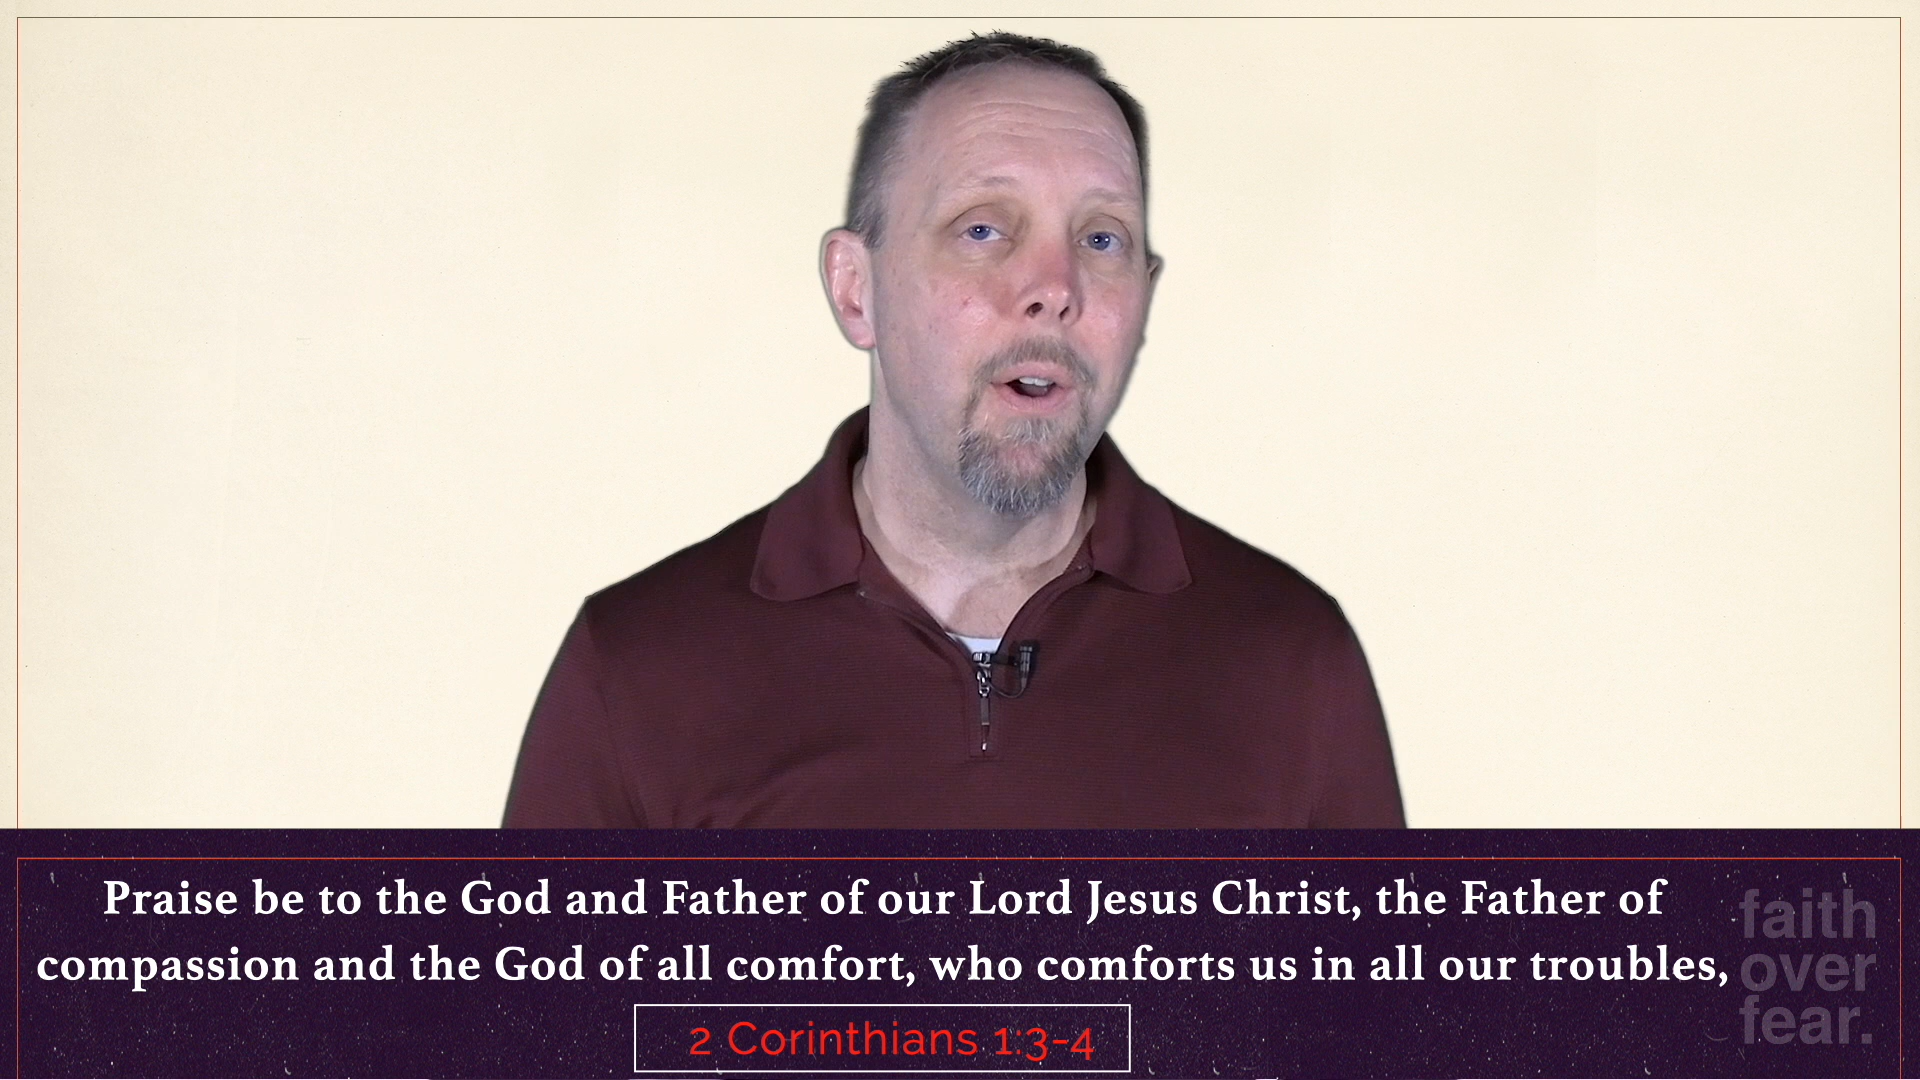 Praise be to the God and Father of our Lord Jesus Christ, the Father of
compassion and the God of all comfort, who comforts us in all our troubles,
2 Corinthians 1:3-4
faith
over
fear.